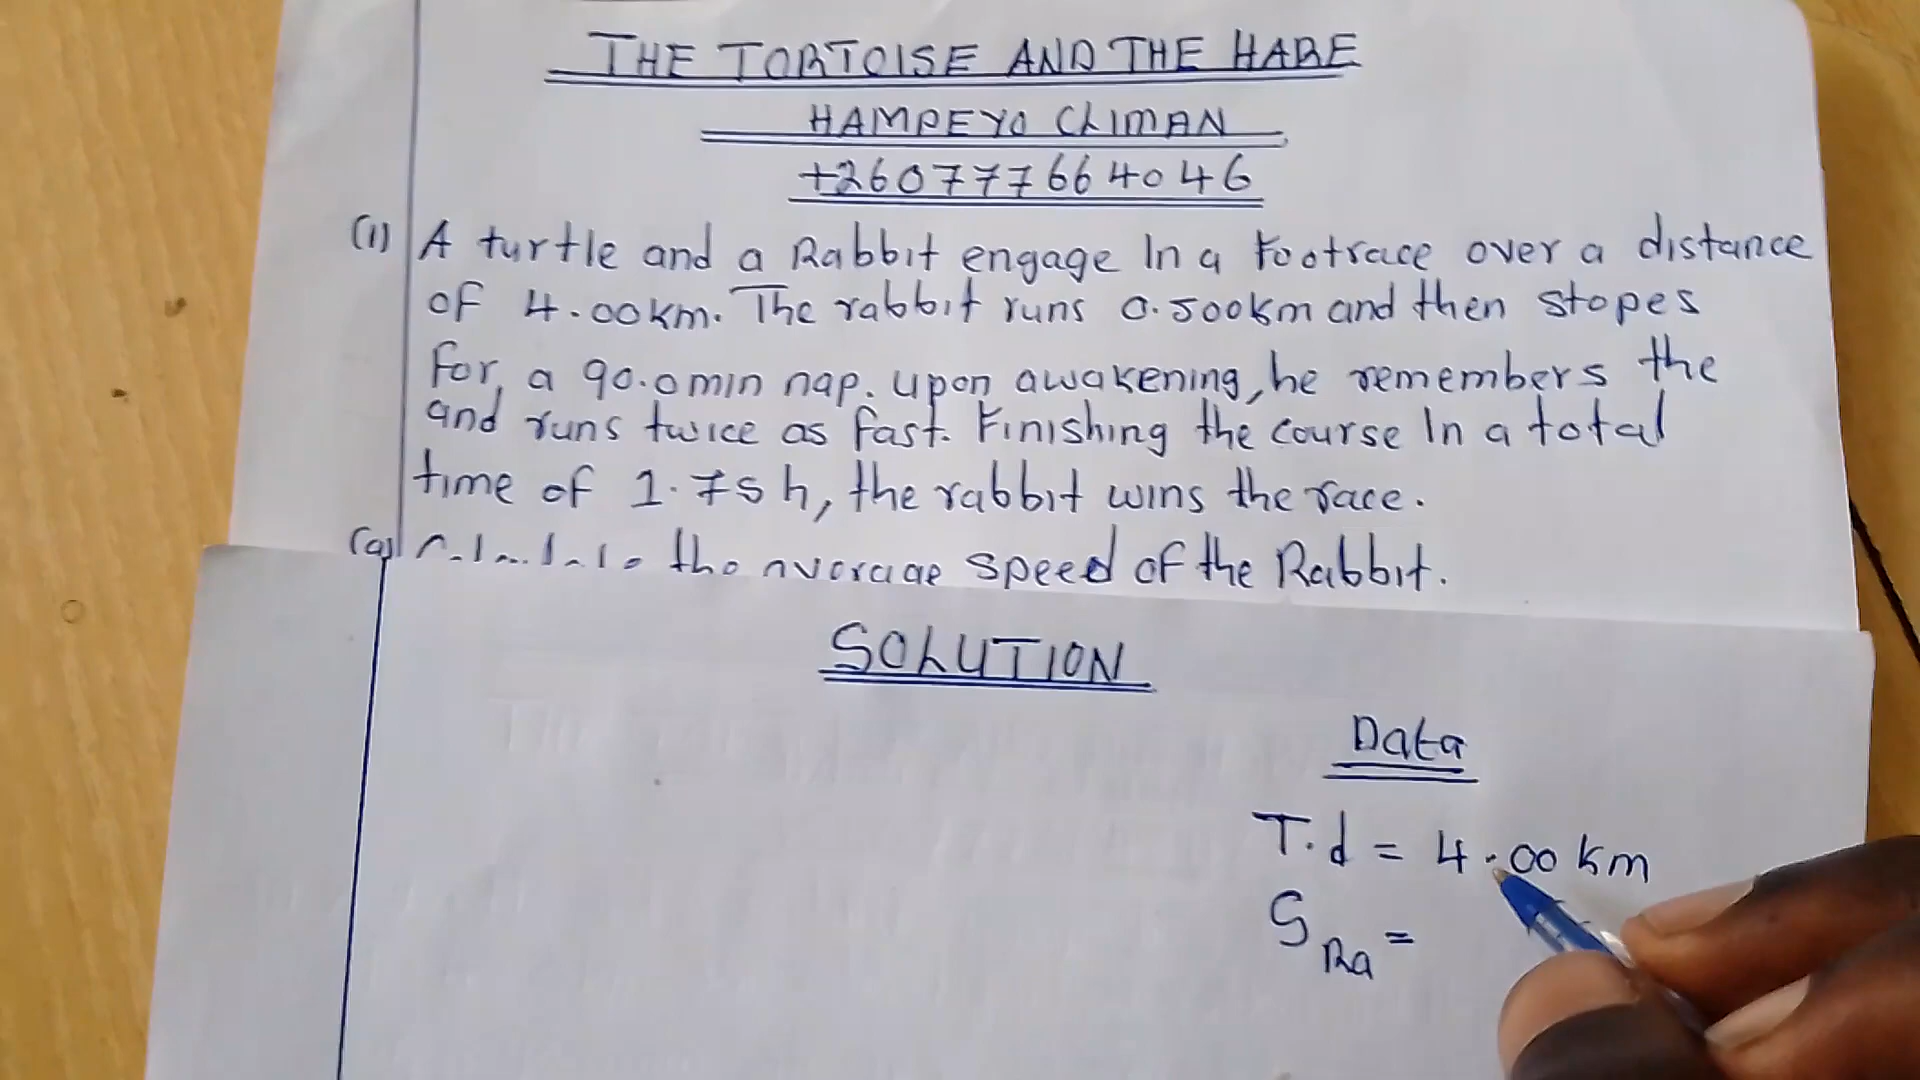 THE TORTOISE AND THE HARE
HAMPEYO CLIMAN
+260777664046
(1) A turtle and a Rabbit engage In a footrace over a distance
of 4.00km. The rabbit runs 0.500km and then stopes
for, a 90.0min nap. upon awakening, he remembers the
and runs twice as fast. Finishing the course In a total
time of 1.75h, the rabbit wins the race.
(a) the average speed of the Rabbit.
SOLUTION
Data
T.d = 4.00km
S Ra =